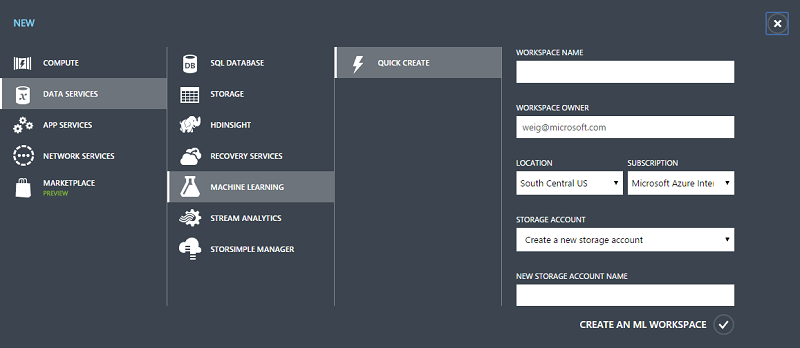 NEW
COMPUTE
DATA SERVICES
APP SERVICES
NETWORK SERVICES
MARKETPLACE
PREVIEW
DB
SQL DATABASE
STORAGE
HDINSIGHT
RECOVERY SERVICES
MACHINE LEARNING
STREAM ANALYTICS
STORSIMPLE MANAGER
QUICK CREATE
WORKSPACE NAME
WORKSPACE OWNER
weig@microsoft.com
LOCATION SUBSCRIPTION
South Central US Microsoft Azure Inter
STORAGE ACCOUNT
Create a new storage account
NEW STORAGE ACCOUNT NAME
CREATE AN ML WORKSPACE